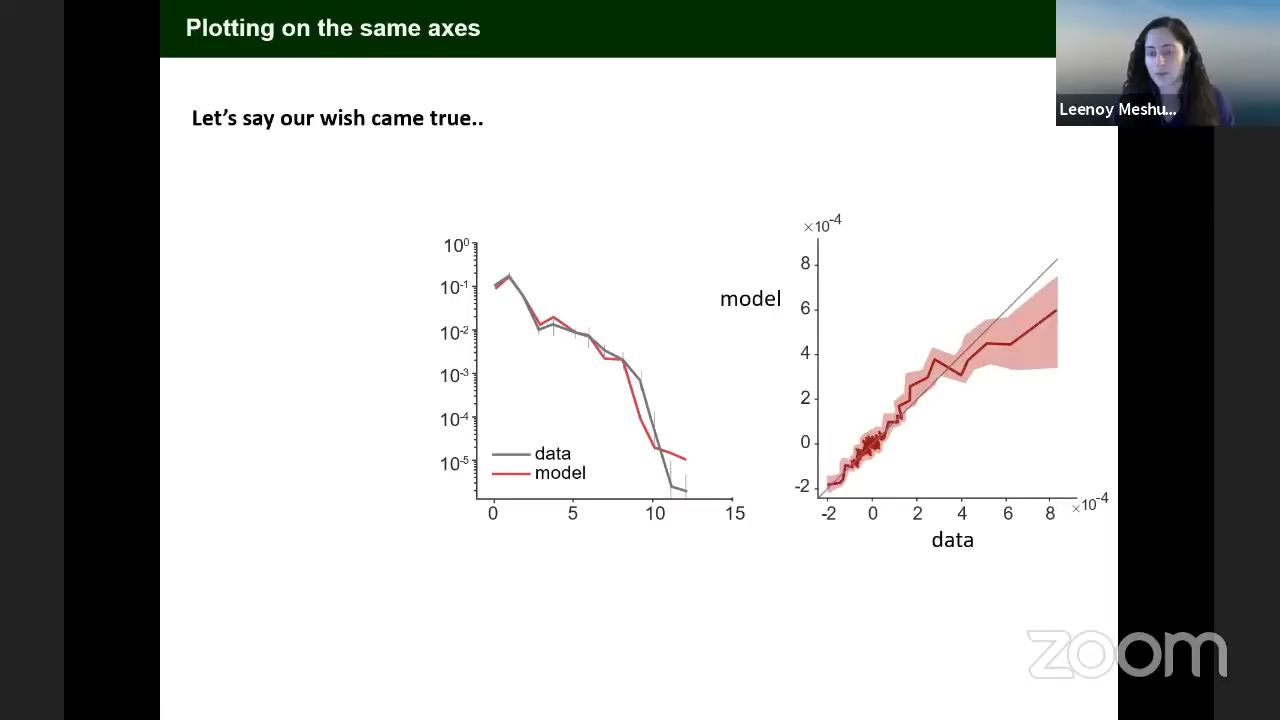 Plotting on the same axes
Leenoy Meshu...
Let's say our wish came true..
10⁰
10⁻¹
10⁻²
10⁻³
10⁻⁴
10⁻⁵
data
model
0 5 10 15
×10⁻⁴
8
6
4
2
0
-2
model
-2 0 2 4 6 8
×10⁻⁴
data
zoom